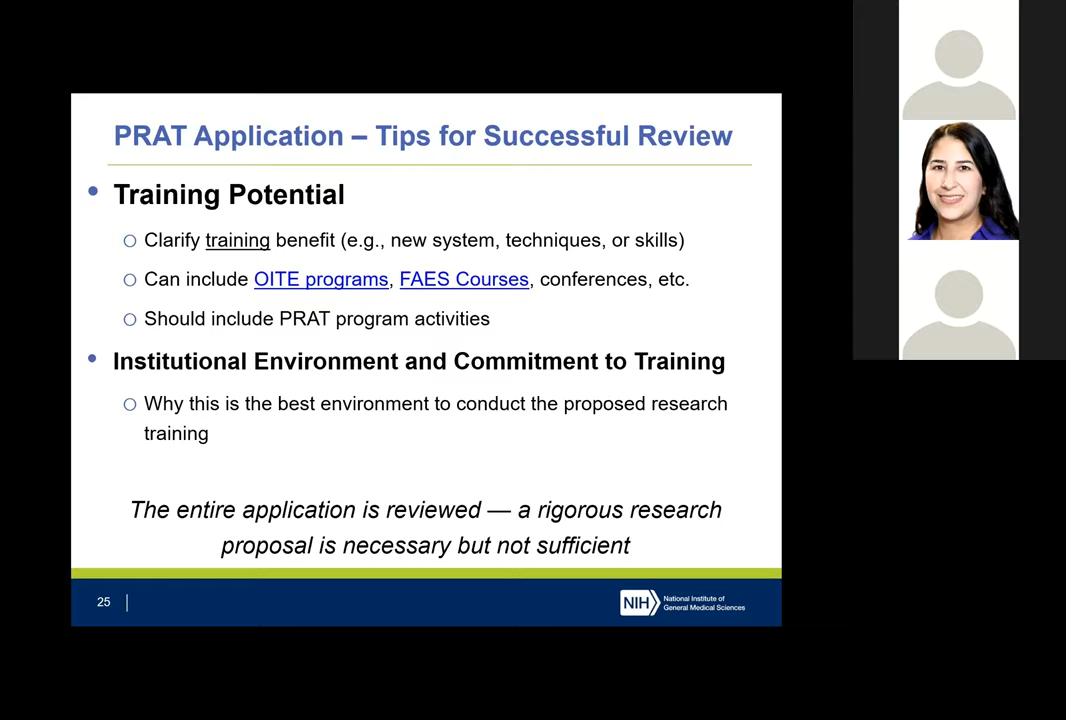 PRAT Application – Tips for Successful Review
• Training Potential
○ Clarify training benefit (e.g., new system, techniques, or skills)
○ Can include OITE programs, FAES Courses, conferences, etc.
○ Should include PRAT program activities
• Institutional Environment and Commitment to Training
○ Why this is the best environment to conduct the proposed research
training
The entire application is reviewed — a rigorous research
proposal is necessary but not sufficient
25
NIH
National Institute of
General Medical Sciences